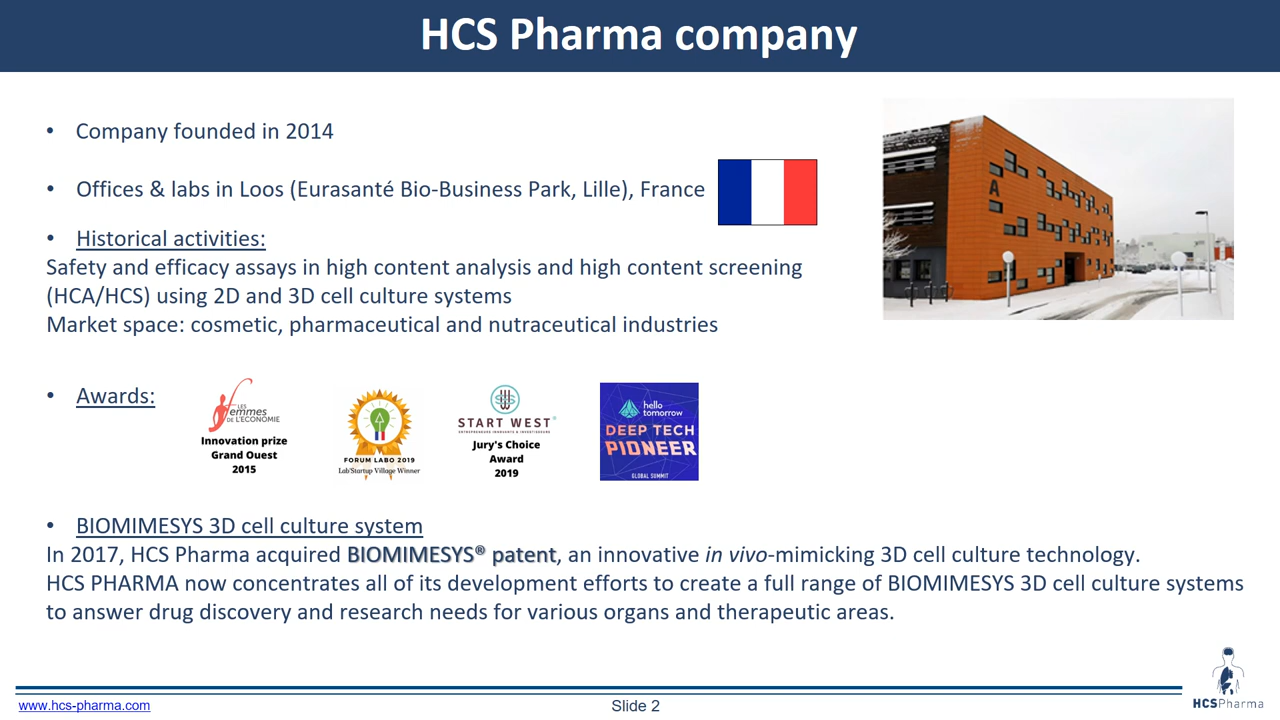 HCS Pharma company
• Company founded in 2014
• Offices & labs in Loos (Eurasanté Bio-Business Park, Lille), France
• Historical activities:
Safety and efficacy assays in high content analysis and high content screening
(HCA/HCS) using 2D and 3D cell culture systems
Market space: cosmetic, pharmaceutical and nutraceutical industries
A
• Awards:
LES
femmes
DE L'ECONOMIE
Innovation prize
Grand Ouest
2015
FORUM LABO 2019
Lab'Startup Village Winner
START WEST®
ENTREPRENEURS INNOVANTS & INVESTISSEURS
Jury's Choice
Award
2019
hello
tomorrow
DEEP TECH
PIONEER
GLOBAL SUMMIT
• BIOMIMESYS 3D cell culture system
In 2017, HCS Pharma acquired BIOMIMESYS® patent, an innovative in vivo-mimicking 3D cell culture technology.
HCS PHARMA now concentrates all of its development efforts to create a full range of BIOMIMESYS 3D cell culture systems
to answer drug discovery and research needs for various organs and therapeutic areas.
www.hcs-pharma.com
Slide 2
HCSPharma